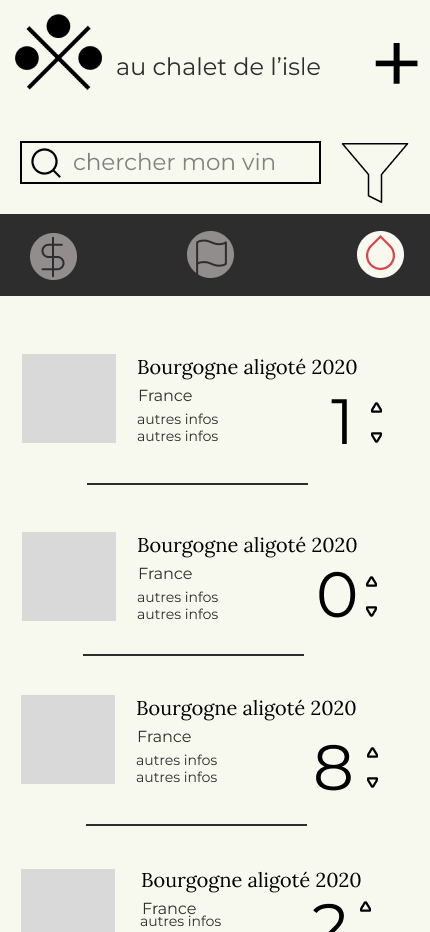 au chalet de l’isle
chercher mon vin
Bourgogne aligoté 2020
France
autres infos
autres infos
1
Bourgogne aligoté 2020
France
autres infos
autres infos
0
Bourgogne aligoté 2020
France
autres infos
autres infos
8
Bourgogne aligoté 2020
France
autres infos
2